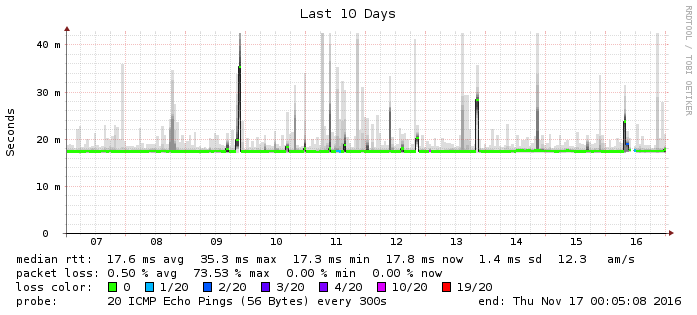 Last 10 Days
RRDTOOL / TOBI OETIKER
Seconds
40 m
30 m
20 m
10 m
0
07 08 09 10 11 12 13 14 15 16
median rtt: 17.6 ms avg 35.3 ms max 17.3 ms min 17.8 ms now 1.4 ms sd 12.3 am/s
packet loss: 0.50 % avg 73.53 % max 0.00 % min 0.00 % now
loss color: 0 1/20 2/20 3/20 4/20 10/20 19/20
probe: 20 ICMP Echo Pings (56 Bytes) every 300s end: Thu Nov 17 00:05:08 2016